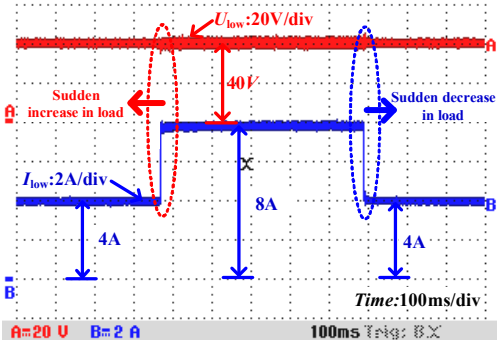 U_low:20V/div
A
40V
Sudden
increase in load
Sudden decrease
in load
A
X
I_low:2A/div
B
8A
4A
4A
B
Time:100ms/div
A=20 V B=2 A 100ms Trig: B.X